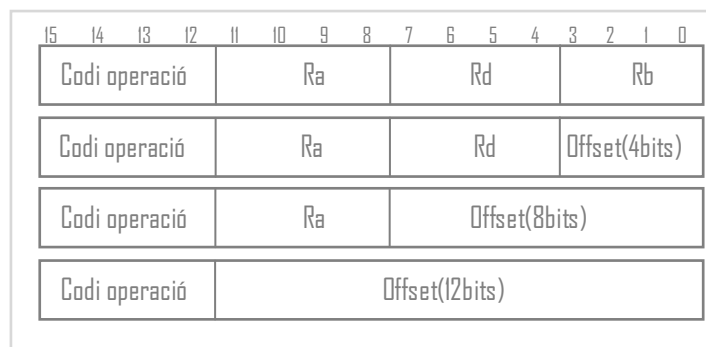 15 14 13 12 11 10 9 8 7 6 5 4 3 2 1 0
Codi operació Ra Rd Rb
Codi operació Ra Rd Offset(4bits)
Codi operació Ra Offset(8bits)
Codi operació Offset(12bits)